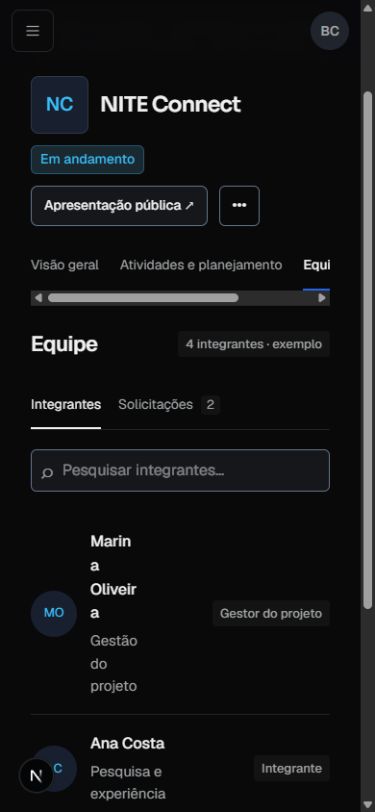 BC
NC
NITE Connect
Em andamento
Apresentação pública ↗
•••
Visão geral
Atividades e planejamento
Equi
Equipe
4 integrantes · exemplo
Integrantes
Solicitações
2
Pesquisar integrantes...
MO
Marin
a
Oliveir
a
Gestão
do
projeto
Gestor do projeto
N
C
Ana Costa
Pesquisa e
experiência
Integrante